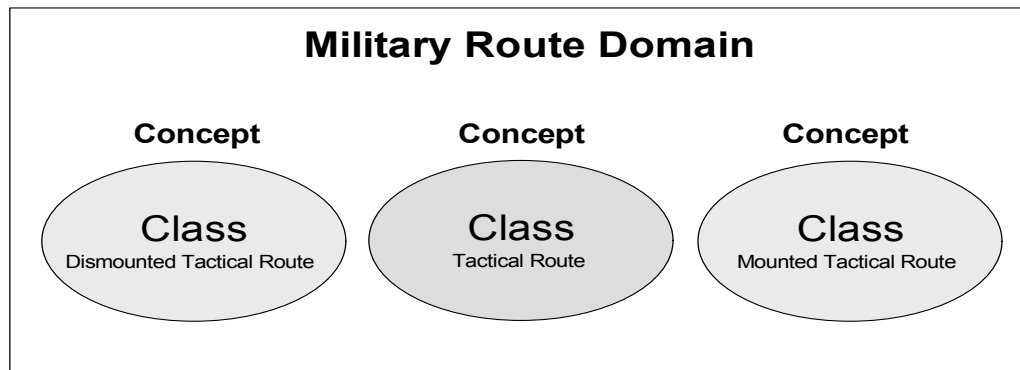 Military Route Domain
Concept
Concept
Concept
Class
Dismounted Tactical Route
Class
Tactical Route
Class
Mounted Tactical Route